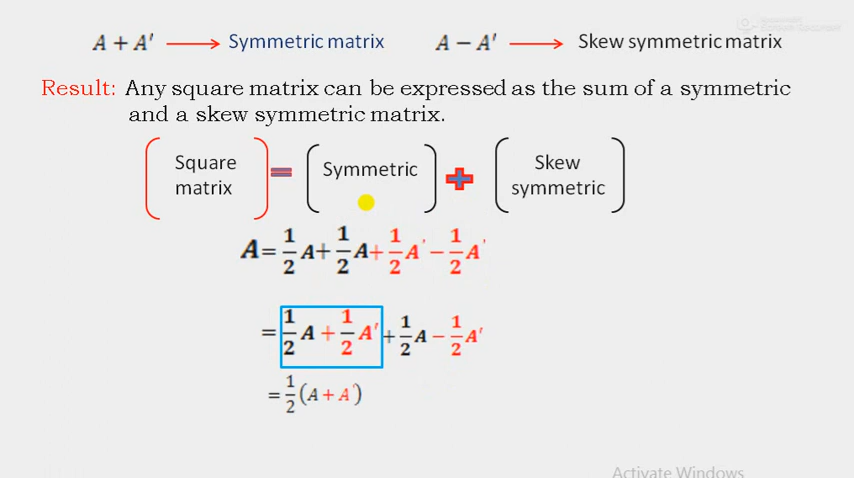 A + A' → Symmetric matrix A − A' → Skew symmetric matrix
Result: Any square matrix can be expressed as the sum of a symmetric
and a skew symmetric matrix.
Square matrix = Symmetric + Skew symmetric
A = 1/2 A + 1/2 A + 1/2 A' − 1/2 A'
= 1/2 A + 1/2 A' + 1/2 A − 1/2 A'
= 1/2 (A + A')
Activate Windows